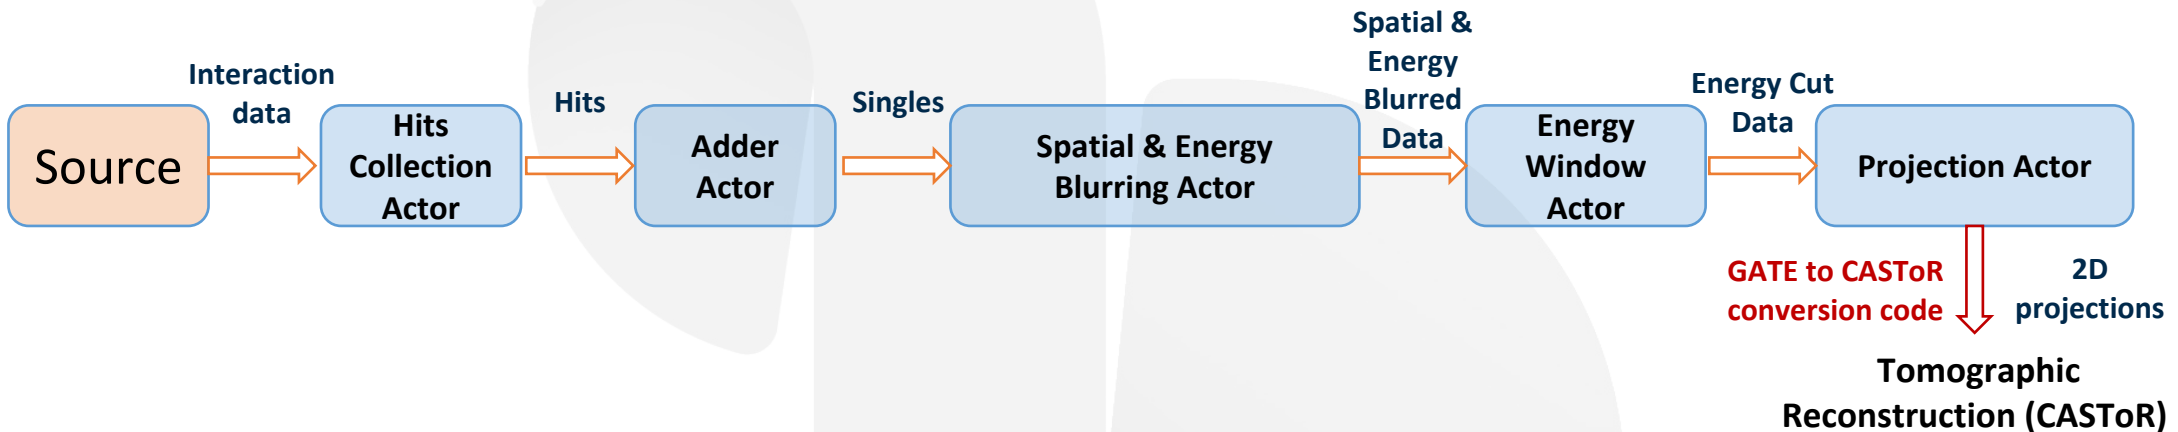 Source
Interaction
data
Hits
Collection
Actor
Hits
Adder
Actor
Singles
Spatial & Energy
Blurring Actor
Spatial &
Energy
Blurred
Data
Energy
Window
Actor
Energy Cut
Data
Projection Actor
GATE to CASToR
conversion code
2D
projections
Tomographic
Reconstruction (CASToR)